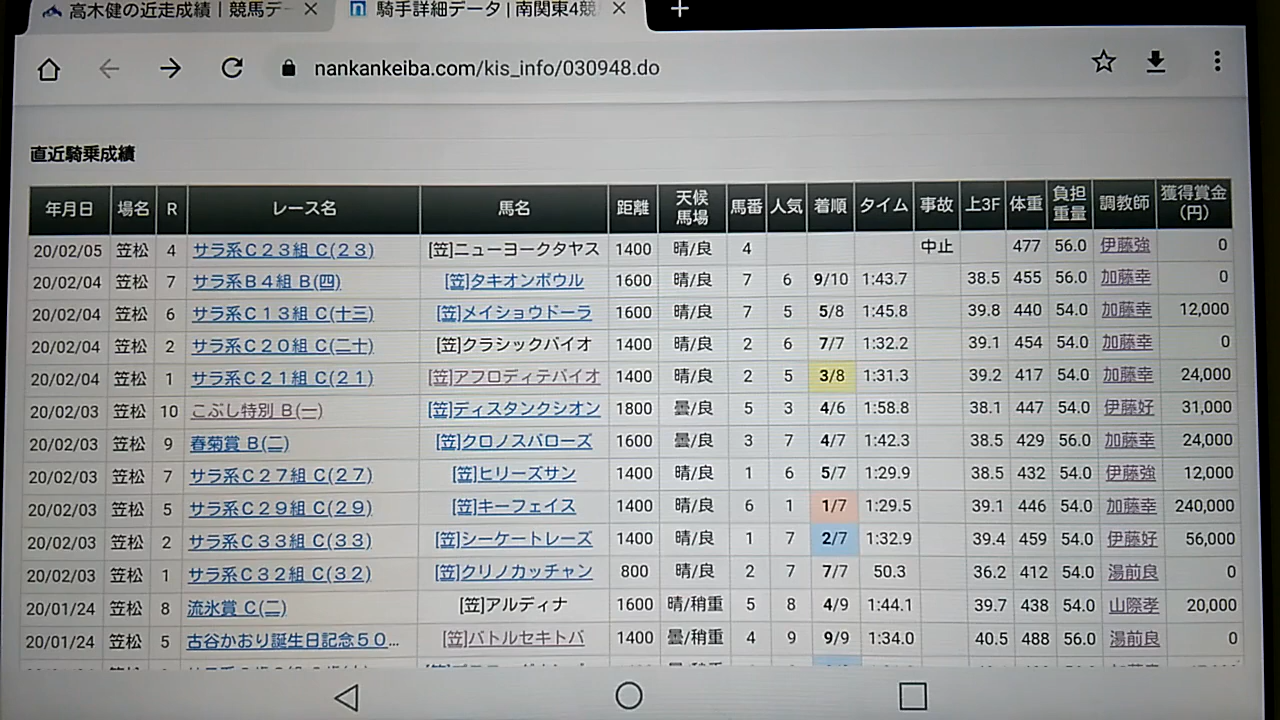 高木健の近走成績 | 競馬デー
騎手詳細データ | 南関東4競
nankankeiba.com/kis_info/030948.do
直近騎乗成績
年月日 場名 R レース名 馬名 距離 天候馬場 馬番 人気 着順 タイム 事故 上3F 体重 負担重量 調教師 獲得賞金(円)
20/02/05 笠松 4 サラ系C23組 C(23) [笠]ニューヨークタヤス 1400 晴/良 4 中止 477 56.0 伊藤強 0
20/02/04 笠松 7 サラ系B4組 B(四) [笠]タキオンボウル 1600 晴/良 7 6 9/10 1:43.7 38.5 455 56.0 加藤幸 0
20/02/04 笠松 6 サラ系C13組 C(十三) [笠]メイショウドーラ 1600 晴/良 7 5 5/8 1:45.8 39.8 440 54.0 加藤幸 12,000
20/02/04 笠松 2 サラ系C20組 C(二十) [笠]クラシックバイオ 1400 晴/良 2 6 7/7 1:32.2 39.1 454 54.0 加藤幸 0
20/02/04 笠松 1 サラ系C21組 C(21) [笠]アフロディテバイオ 1400 晴/良 2 5 3/8 1:31.3 39.2 417 54.0 加藤幸 24,000
20/02/03 笠松 10 こぶし特別 B(一) [笠]ディスタンクシオン 1800 曇/良 5 3 4/6 1:58.8 38.1 447 54.0 伊藤好 31,000
20/02/03 笠松 9 春菊賞 B(二) [笠]クロノスバローズ 1600 曇/良 3 7 4/7 1:42.3 38.5 429 56.0 加藤幸 24,000
20/02/03 笠松 7 サラ系C27組 C(27) [笠]ヒリーズサン 1400 晴/良 1 6 5/7 1:29.9 38.5 432 54.0 伊藤強 12,000
20/02/03 笠松 5 サラ系C29組 C(29) [笠]キーフェイス 1400 晴/良 6 1 1/7 1:29.5 39.1 446 54.0 加藤幸 240,000
20/02/03 笠松 2 サラ系C33組 C(33) [笠]シーケートレーズ 1400 晴/良 1 7 2/7 1:32.9 39.4 459 54.0 伊藤好 56,000
20/02/03 笠松 1 サラ系C32組 C(32) [笠]クリノカッチャン 800 晴/良 2 7 7/7 50.3 36.2 412 54.0 湯前良 0
20/01/24 笠松 8 流氷賞 C(二) [笠]アルディナ 1600 晴/稍重 5 8 4/9 1:44.1 39.7 438 54.0 山際孝 20,000
20/01/24 笠松 5 古谷かおり誕生日記念50... [笠]バトルセキトバ 1400 曇/稍重 4 9 9/9 1:34.0 40.5 488 56.0 湯前良 0